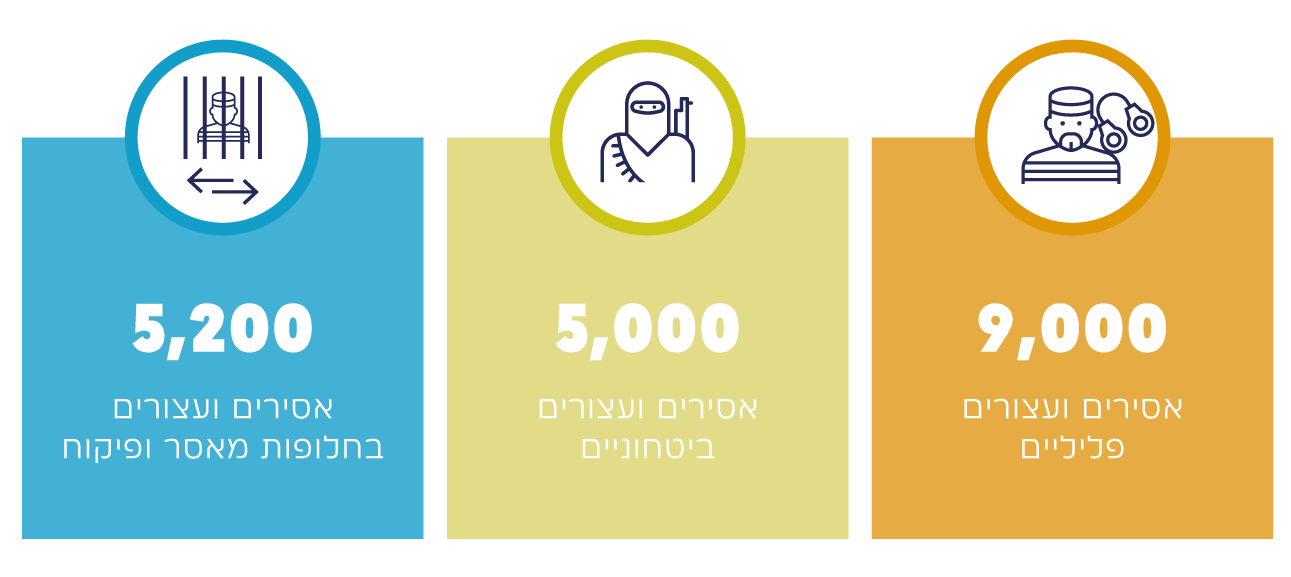 9,000
אסירים ועצורים
פליליים
5,000
אסירים ועצורים
ביטחוניים
5,200
אסירים ועצורים
בחלופות מאסר ופיקוח